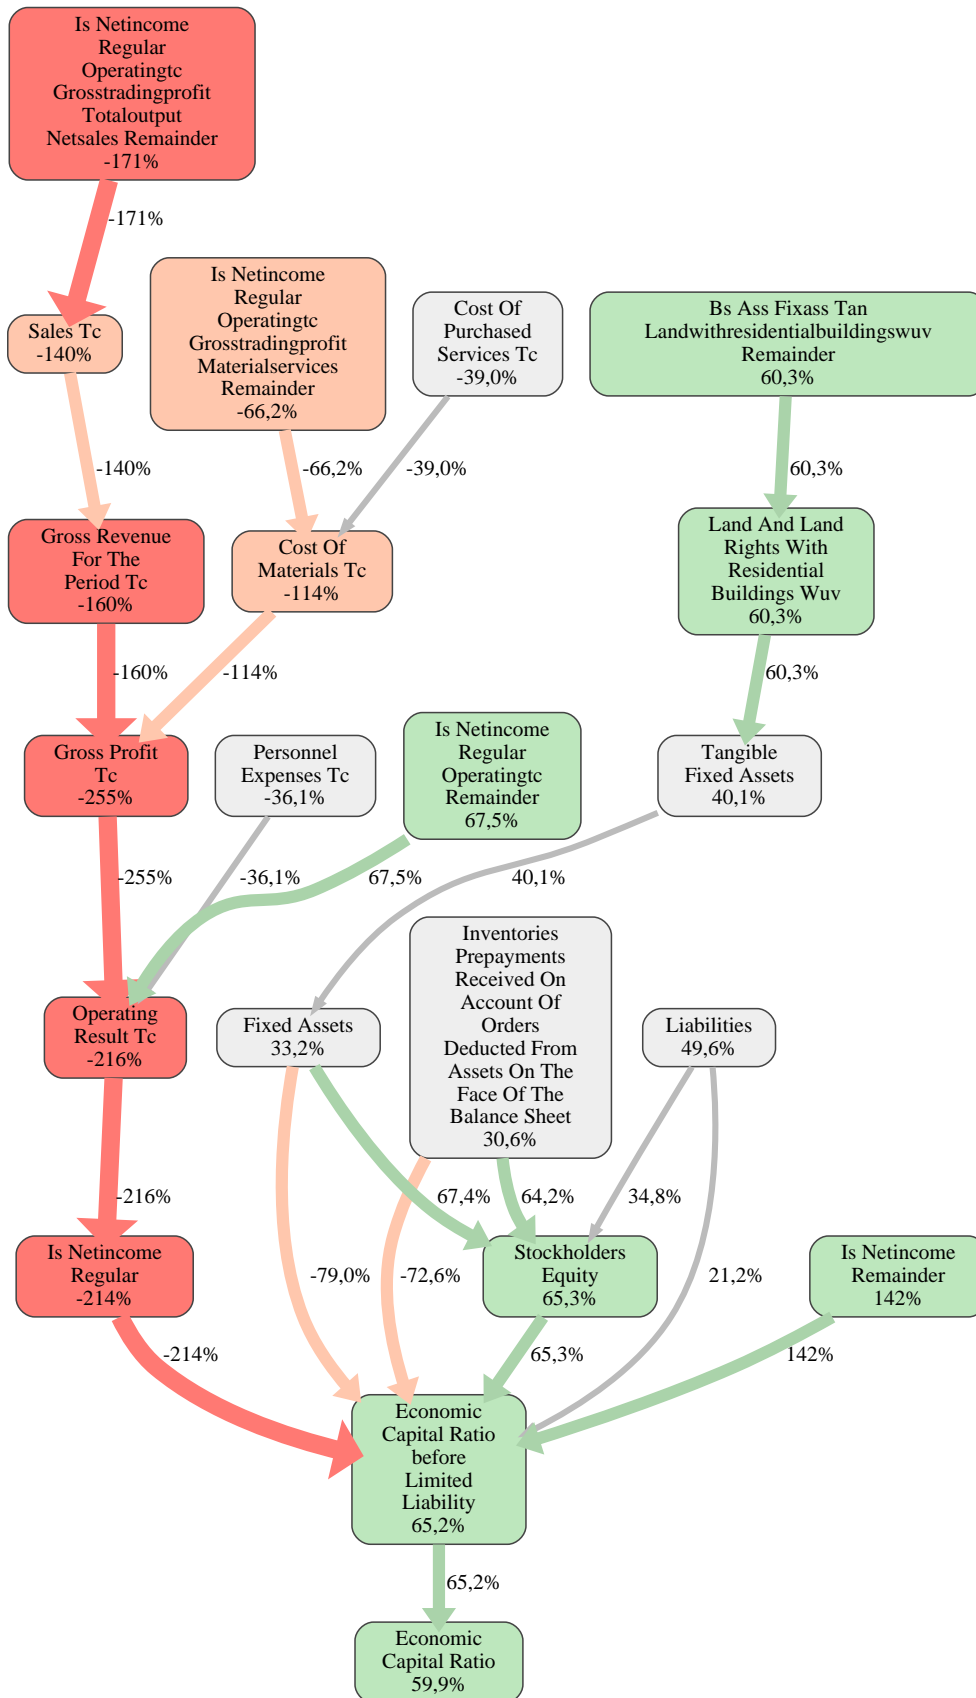 Is Netincome
Regular
Operatingtc
Grosstradingprofit
Totaloutput
Netsales Remainder
-171%
-171%
Sales Tc
-140%
Is Netincome
Regular
Operatingtc
Grosstradingprofit
Materialservices
Remainder
-66,2%
Cost Of
Purchased
Services Tc
-39,0%
Bs Ass Fixass Tan
Landwithresidentialbuildingswuv
Remainder
60,3%
-140%
-66,2%
-39,0%
60,3%
Gross Revenue
For The
Period Tc
-160%
Cost Of
Materials Tc
-114%
Land And Land
Rights With
Residential
Buildings Wuv
60,3%
-160%
-114%
60,3%
Gross Profit
Tc
-255%
Personnel
Expenses Tc
-36,1%
Is Netincome
Regular
Operatingtc
Remainder
67,5%
Tangible
Fixed Assets
40,1%
-255%
-36,1%
67,5%
40,1%
Operating
Result Tc
-216%
Fixed Assets
33,2%
Inventories
Prepayments
Received On
Account Of
Orders
Deducted From
Assets On The
Face Of The
Balance Sheet
30,6%
Liabilities
49,6%
-216%
67,4%
64,2%
34,8%
Is Netincome
Regular
-214%
-79,0%
-72,6%
Stockholders
Equity
65,3%
21,2%
Is Netincome
Remainder
142%
-214%
65,3%
142%
Economic
Capital Ratio
before
Limited
Liability
65,2%
65,2%
Economic
Capital Ratio
59,9%